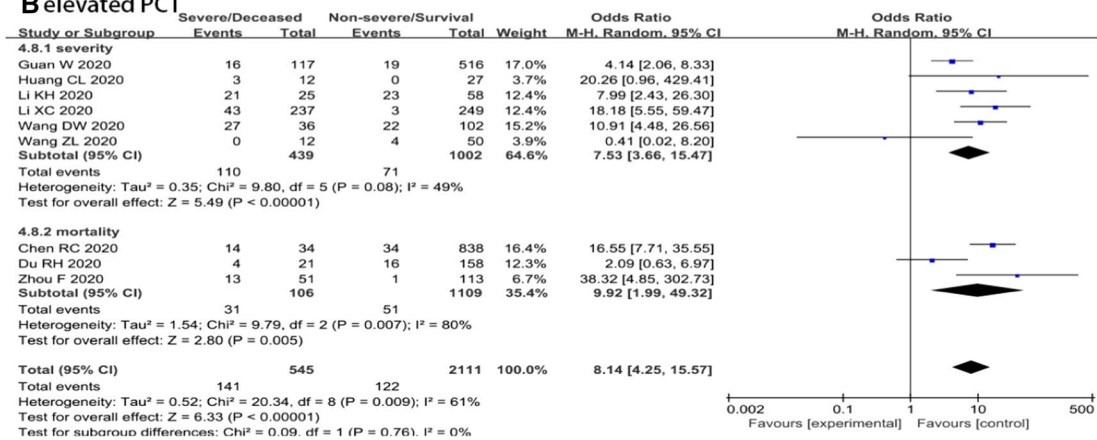 B elevated PCT
Severe/Deceased Non-severe/Survival Odds Ratio Odds Ratio
Study or Subgroup Events Total Events Total Weight M-H, Random, 95% CI M-H, Random, 95% CI
4.8.1 severity
Guan W 2020 16 117 19 516 17.0% 4.14 [2.06, 8.33]
Huang CL 2020 3 12 0 27 3.7% 20.26 [0.96, 429.41]
Li KH 2020 21 25 23 58 12.4% 7.99 [2.43, 26.30]
Li XC 2020 43 237 3 249 12.4% 18.18 [5.55, 59.47]
Wang DW 2020 27 36 22 102 15.2% 10.91 [4.48, 26.56]
Wang ZL 2020 0 12 4 50 3.7% 0.41 [0.02, 8.20]
Subtotal (95% CI) 439 1002 64.6% 7.53 [3.66, 15.47]
Total events 110 71
Heterogeneity: Tau² = 0.35; Chi² = 9.80, df = 5 (P = 0.08); I² = 49%
Test for overall effect: Z = 5.49 (P < 0.00001)
4.8.2 mortality
Chen RC 2020 14 34 34 838 16.4% 16.55 [7.71, 35.55]
Du RH 2020 4 21 16 158 12.3% 2.09 [0.63, 6.97]
Zhou F 2020 13 51 1 113 6.7% 38.32 [4.85, 302.73]
Subtotal (95% CI) 106 1109 35.4% 9.92 [1.99, 49.32]
Total events 31 51
Heterogeneity: Tau² = 1.54; Chi² = 9.79, df = 2 (P = 0.007); I² = 80%
Test for overall effect: Z = 2.80 (P = 0.005)
Total (95% CI) 545 2111 100.0% 8.14 [4.25, 15.57]
Total events 141 122
Heterogeneity: Tau² = 0.52; Chi² = 20.34, df = 8 (P = 0.009); I² = 61%
Test for overall effect: Z = 6.33 (P < 0.00001)
Test for subgroup differences: Chi² = 0.09, df = 1 (P = 0.76), I² = 0%
0.002 0.1 1 10 500
Favours [experimental] Favours [control]